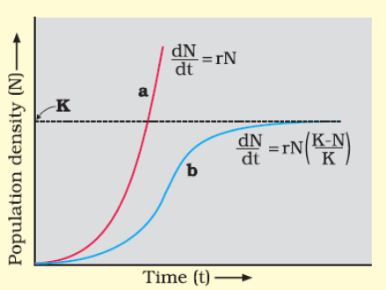 dN/dt = rN
a
K
dN/dt = rN(K-N/K)
b
Population density (N) →
Time (t) →